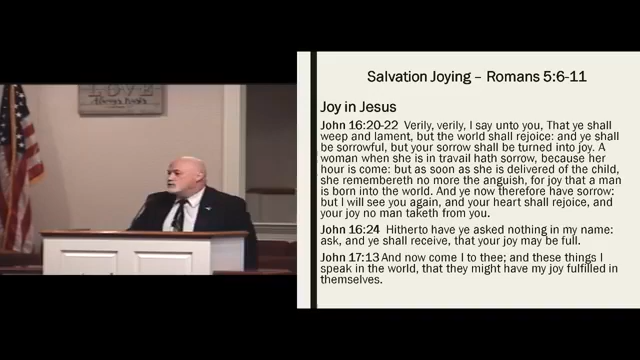 LOVE
Salvation Joying – Romans 5:6-11
Joy in Jesus
John 16:20-22 Verily, verily, I say unto you, That ye shall
weep and lament, but the world shall rejoice: and ye shall
be sorrowful, but your sorrow shall be turned into joy. A
woman when she is in travail hath sorrow, because her
hour is come: but as soon as she is delivered of the child,
she remembereth no more the anguish, for joy that a man
is born into the world. And ye now therefore have sorrow:
but I will see you again, and your heart shall rejoice, and
your joy no man taketh from you.
John 16:24 Hitherto have ye asked nothing in my name:
ask, and ye shall receive, that your joy may be full.
John 17:13 And now come I to thee; and these things I
speak in the world, that they might have my joy fulfilled in
themselves.